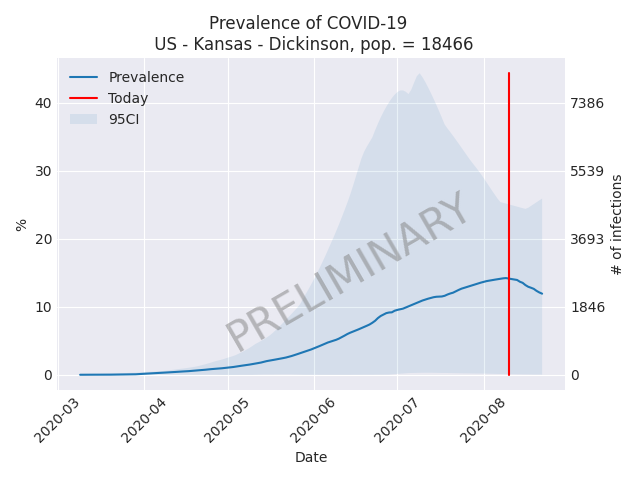 Prevalence of COVID-19
US - Kansas - Dickinson, pop. = 18466
Prevalence
Today
95CI
PRELIMINARY
%
40
30
20
10
0
7386
5539
3693
1846
0
# of infections
2020-03
2020-04
2020-05
2020-06
2020-07
2020-08
Date